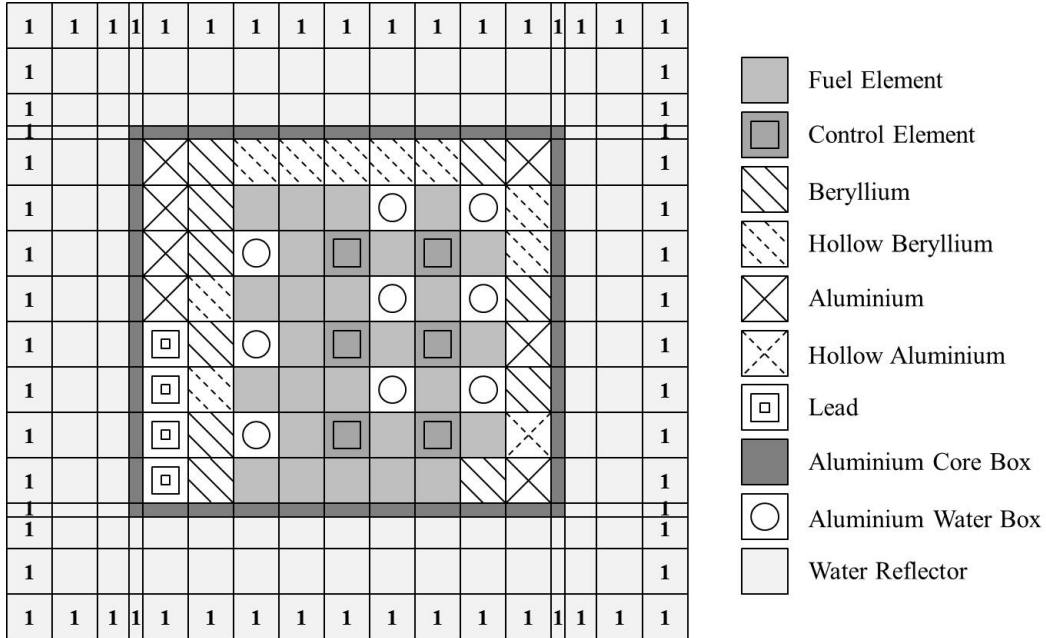 1 1 1 1 1 1 1 1 1 1 1 1 1 1 1 1 1
1 1
1 1
1 1
1 1
1 1
1 1
1 1
1 1
1 1
1 1
1 1
1 1
1 1
1 1
1 1 1 1 1 1 1 1 1 1 1 1 1 1 1 1 1
Fuel Element
Control Element
Beryllium
Hollow Beryllium
Aluminium
Hollow Aluminium
Lead
Aluminium Core Box
Aluminium Water Box
Water Reflector